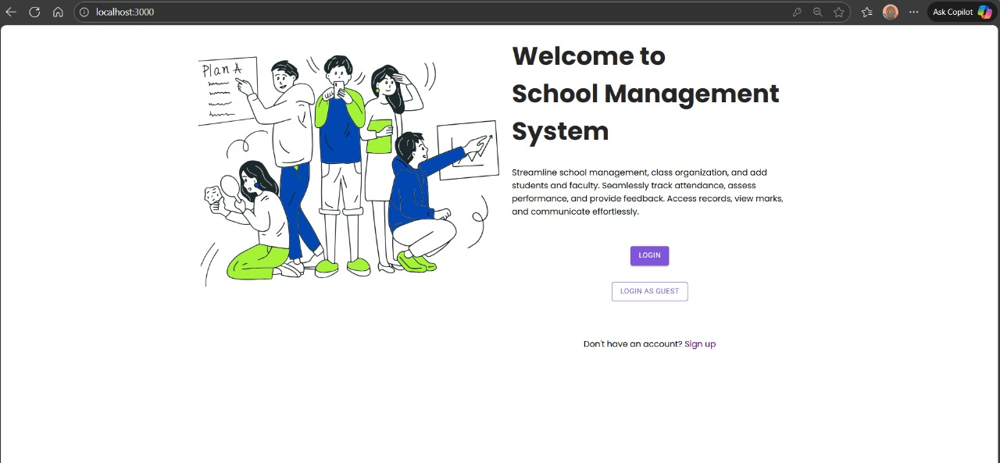 localhost:3000
Ask Copilot
Plan A
Welcome to
School Management
System
Streamline school management, class organization, and add
students and faculty. Seamlessly track attendance, assess
performance, and provide feedback. Access records, view marks,
and communicate effortlessly.
LOGIN
LOGIN AS GUEST
Don't have an account? Sign up